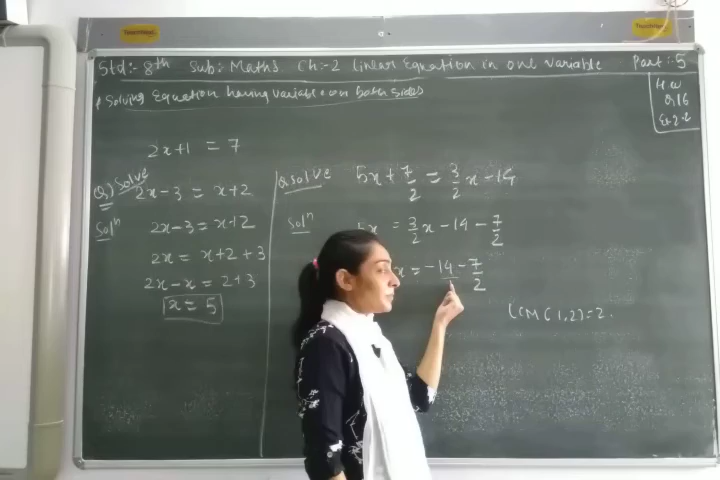 Std:- 8th Sub:- Maths Ch:-2 Linear Equation in one variable Part:-5
Solving Equation having variable on both sides
H.W
Q,16
Ex 2.2
2x+1 = 7
Q) Solve 2x-3 = x+2
Solⁿ 2x-3 = x+2
2x = x+2+3
2x-x = 2+3
x = 5
Q. Solve 5x + 7/2 = 3/2 x - 14
Solⁿ x = 3/2 x - 14 - 7/2
x = -14 - 7/2
LCM (1,2)=2.